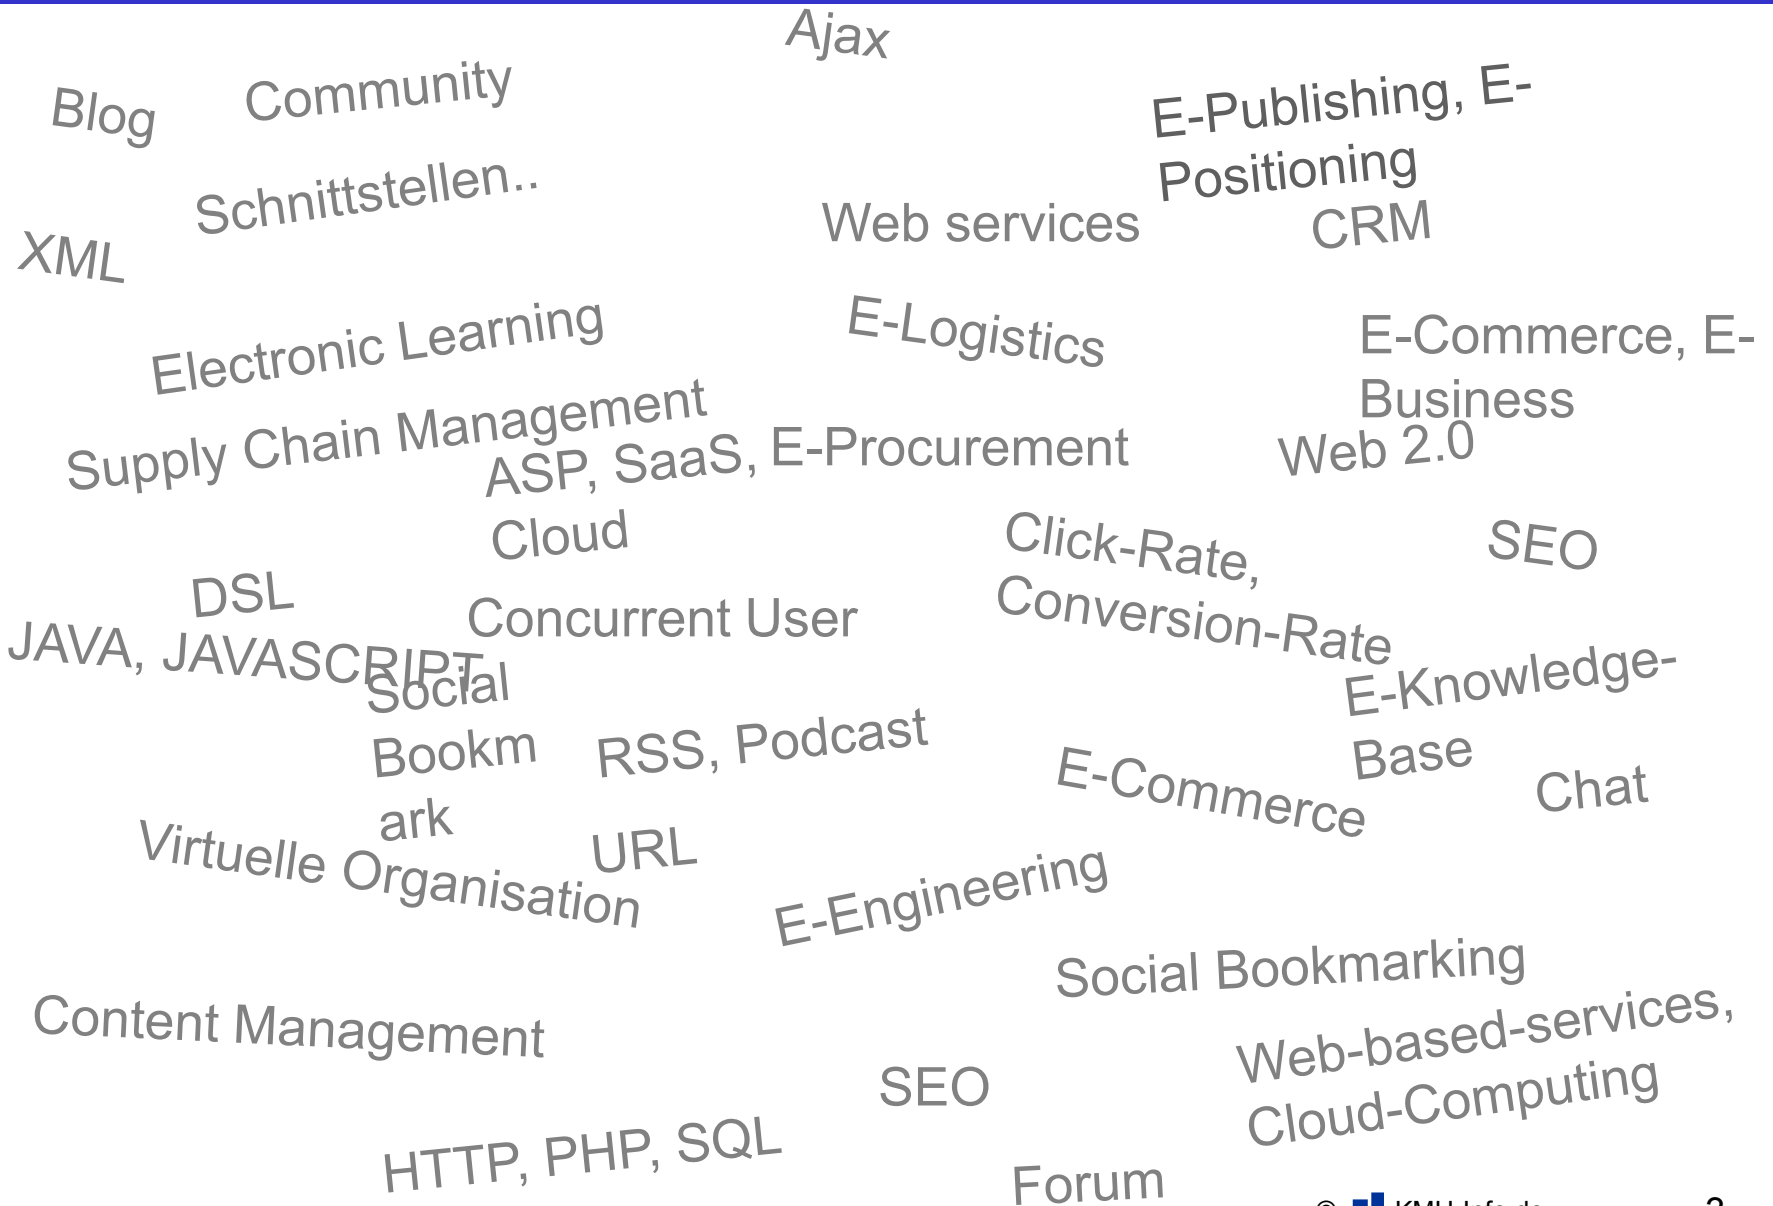 Ajax
Blog
Community
E-Publishing, E-
Positioning
Schnittstellen..
Web services
CRM
XML
Electronic Learning
E-Logistics
E-Commerce, E-
Business
Supply Chain Management
ASP, SaaS,
Cloud
E-Procurement
Web 2.0
Click-Rate,
Conversion-Rate
SEO
DSL
Concurrent User
JAVA, JAVASCRIPT
Social
Bookm
ark
RSS, Podcast
E-Knowledge-
Base
E-Commerce
Chat
Virtuelle Organisation
URL
E-Engineering
Social Bookmarking
Content Management
Web-based-services,
Cloud-Computing
SEO
HTTP, PHP, SQL
Forum